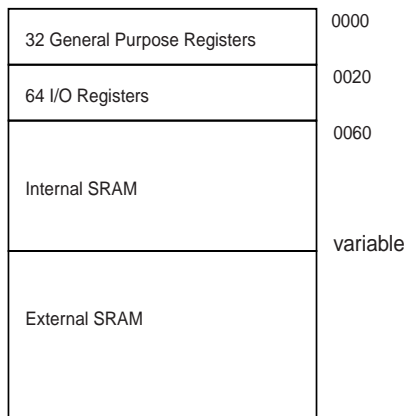 32 General Purpose Registers
0000
64 I/O Registers
0020
0060
Internal SRAM
variable
External SRAM